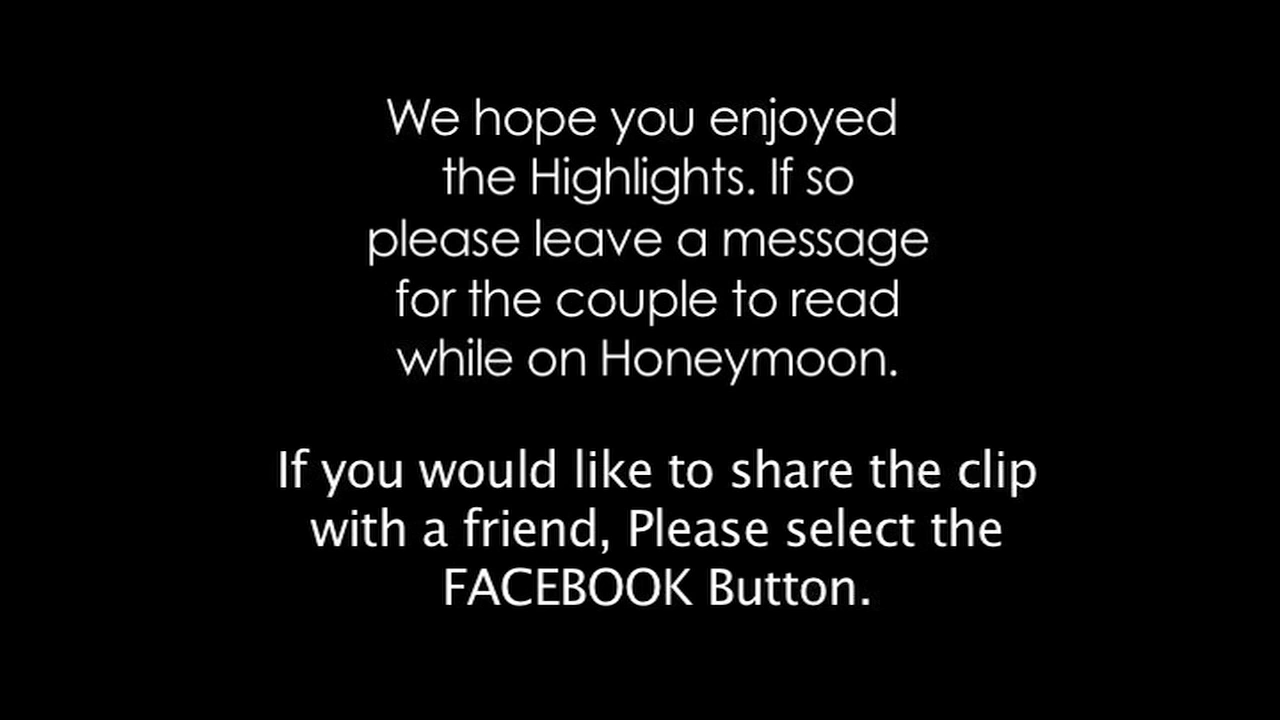 We hope you enjoyed
the Highlights. If so
please leave a message
for the couple to read
while on Honeymoon.
If you would like to share the clip
with a friend, Please select the
FACEBOOK Button.